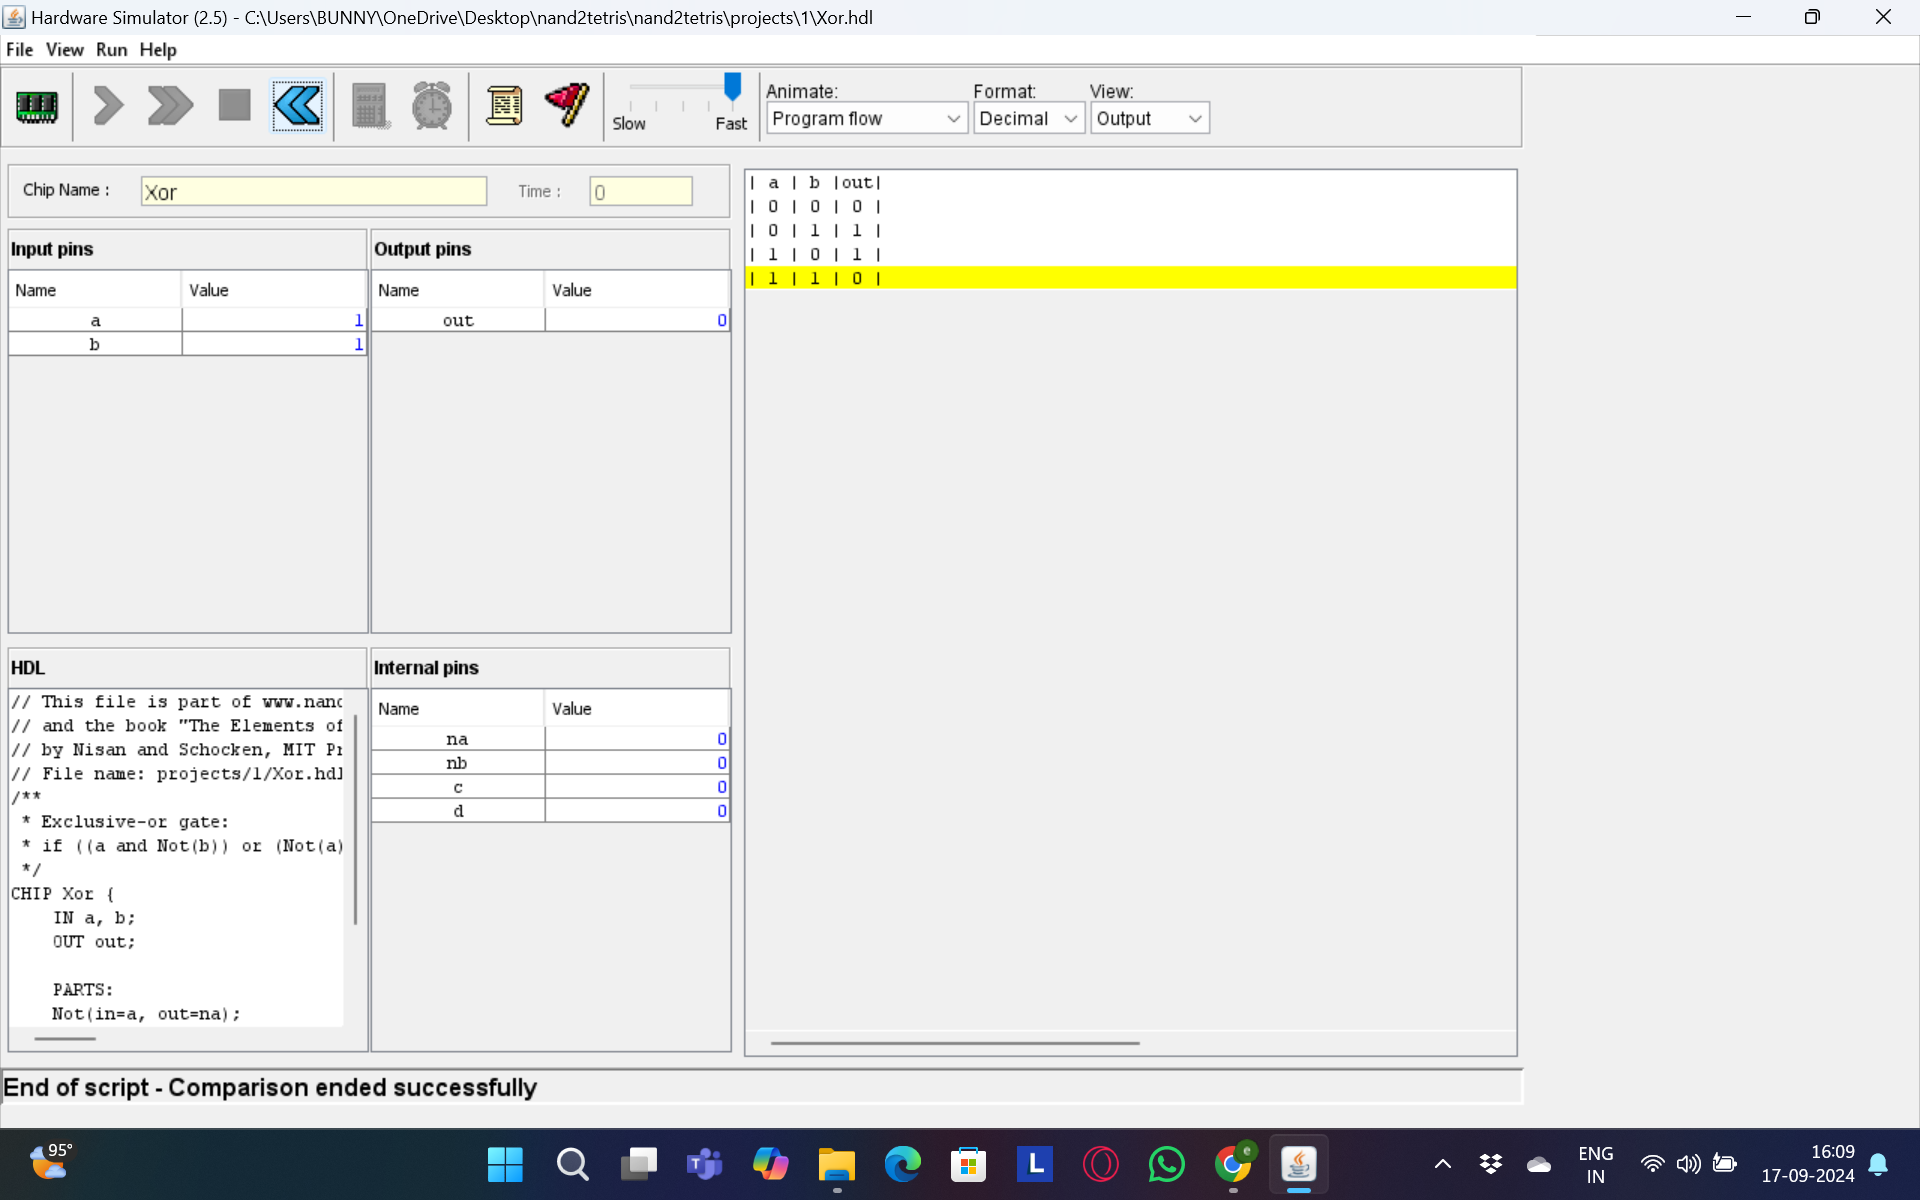 Hardware Simulator (2.5) - C:\Users\BUNNY\OneDrive\Desktop\nand2tetris\nand2tetris\projects\1\Xor.hdl
File View Run Help
Animate: Format: View:
Slow Fast Program flow Decimal Output
Chip Name : Xor Time : 0
Input pins
Name Value
a 1
b 1
Output pins
Name Value
out 0
| a | b |out|
| 0 | 0 | 0 |
| 0 | 1 | 1 |
| 1 | 0 | 1 |
| 1 | 1 | 0 |
HDL
// This file is part of www.nand
// and the book "The Elements of
// by Nisan and Schocken, MIT Pr
// File name: projects/1/Xor.hdl
/**
* Exclusive-or gate:
* if ((a and Not(b)) or (Not(a)
*/
CHIP Xor {
IN a, b;
OUT out;
PARTS:
Not(in=a, out=na);
Internal pins
Name Value
na 0
nb 0
c 0
d 0
End of script - Comparison ended successfully
95°
L
e
ENG
IN
16:09
17-09-2024